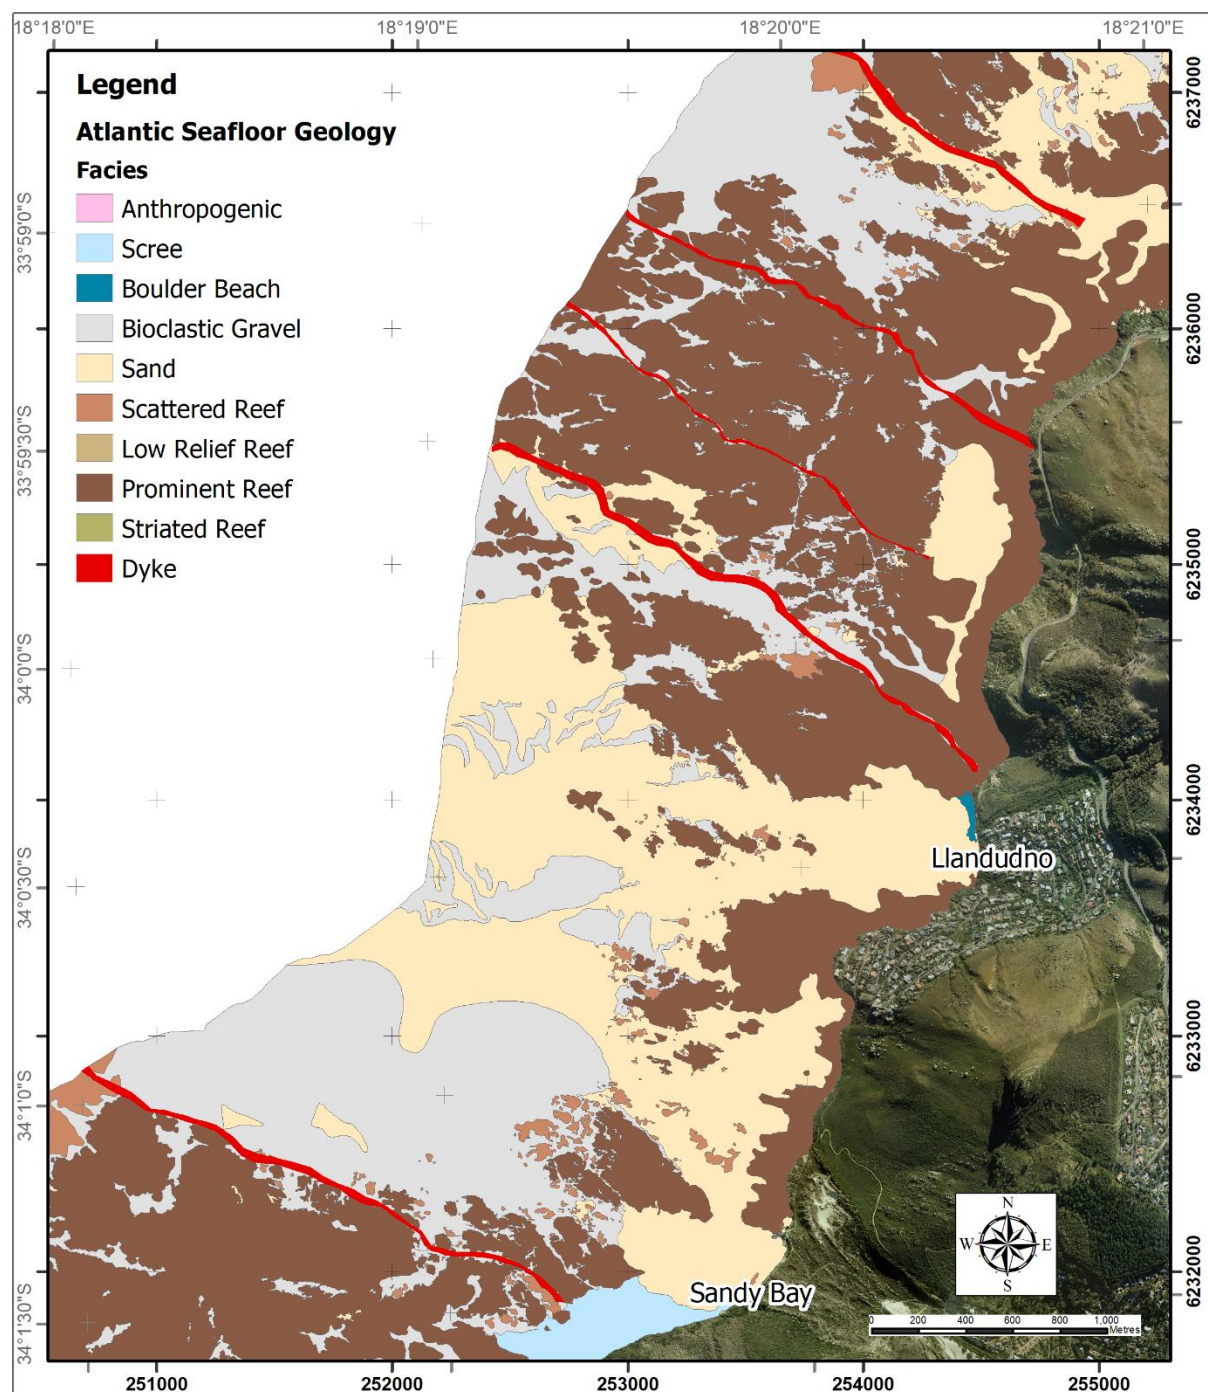 18°18'0"E 18°19'0"E 18°20'0"E 18°21'0"E
Legend
Atlantic Seafloor Geology
Facies
Anthropogenic
Scree
Boulder Beach
Bioclastic Gravel
Sand
Scattered Reef
Low Relief Reef
Prominent Reef
Striated Reef
Dyke
33°59'0"S
33°59'30"S
34°0'0"S
34°0'30"S
34°1'0"S
34°1'30"S
6237000
6236000
6235000
6234000
6233000
6232000
Llandudno
Sandy Bay
N
W E
S
0 200 400 600 800 1,000
Metres
251000 252000 253000 254000 255000